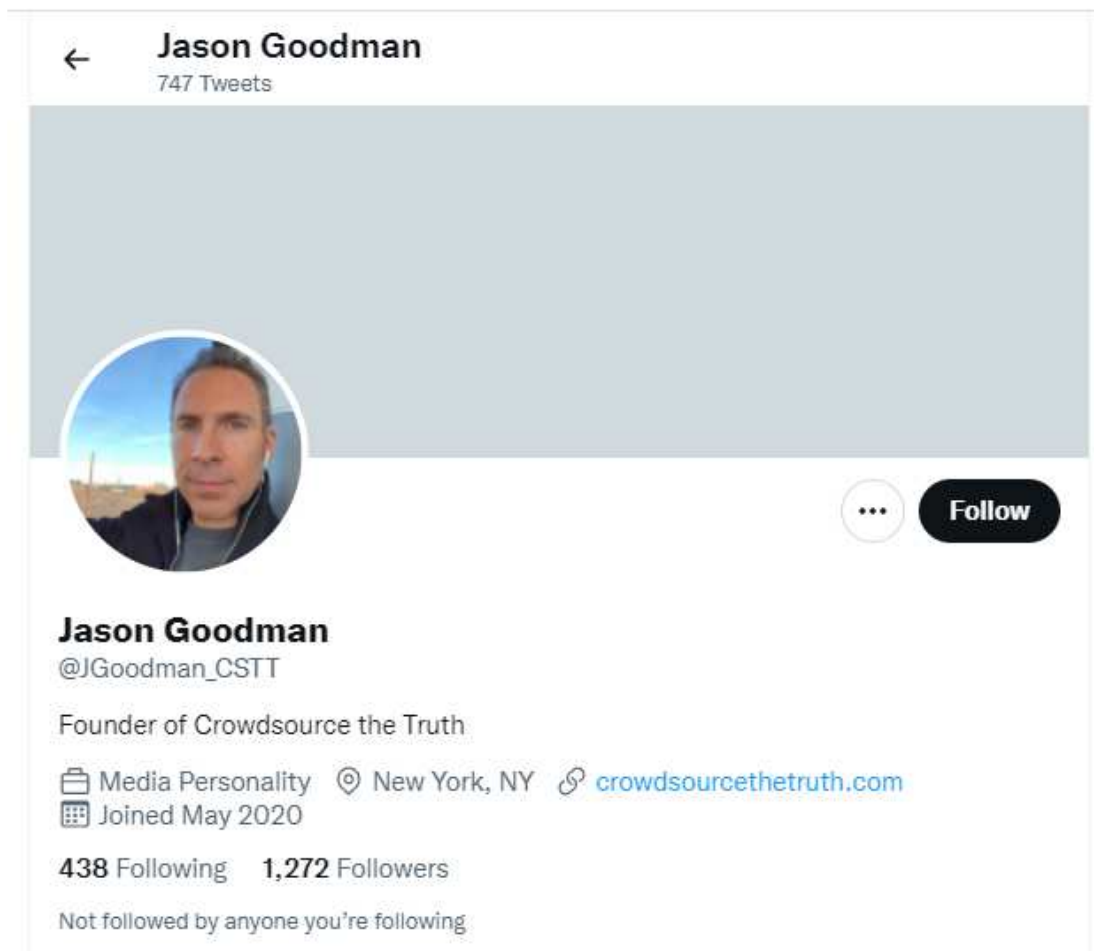 Jason Goodman
747 Tweets
Follow
Jason Goodman
@JGoodman_CSTT
Founder of Crowdsource the Truth
Media Personality New York, NY crowdsourcethetruth.com
Joined May 2020
438 Following 1,272 Followers
Not followed by anyone you’re following